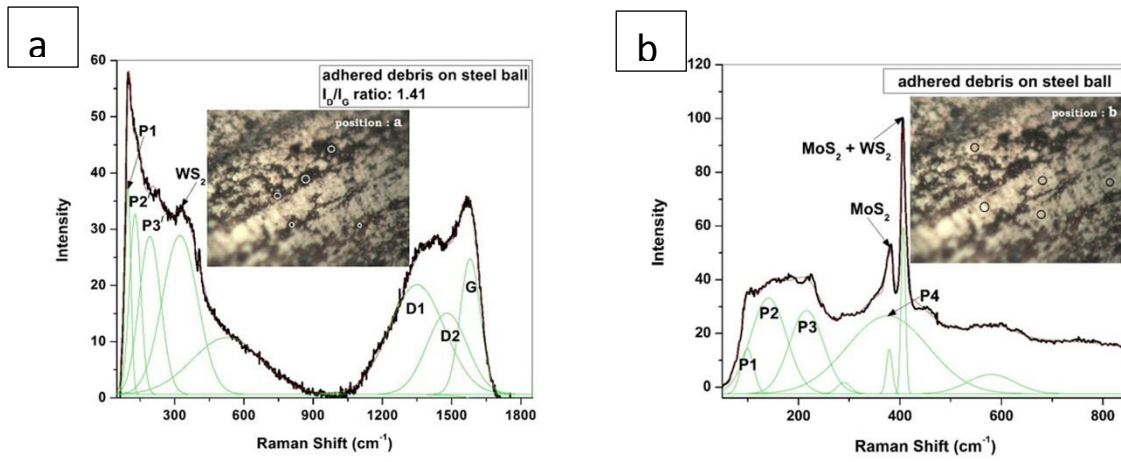 a
60
50
40
30
20
10
0
Intensity
adhered debris on steel ball
I_D/I_G ratio: 1.41
position : a
P1
P2
P3
WS₂
D1
D2
G
300 600 900 1200 1500 1800
Raman Shift (cm⁻¹)
b
120
100
80
60
40
20
0
Intensity
adhered debris on steel ball
position : b
MoS₂ + WS₂
MoS₂
P4
P2
P3
P1
200 400 600 800
Raman Shift (cm⁻¹)